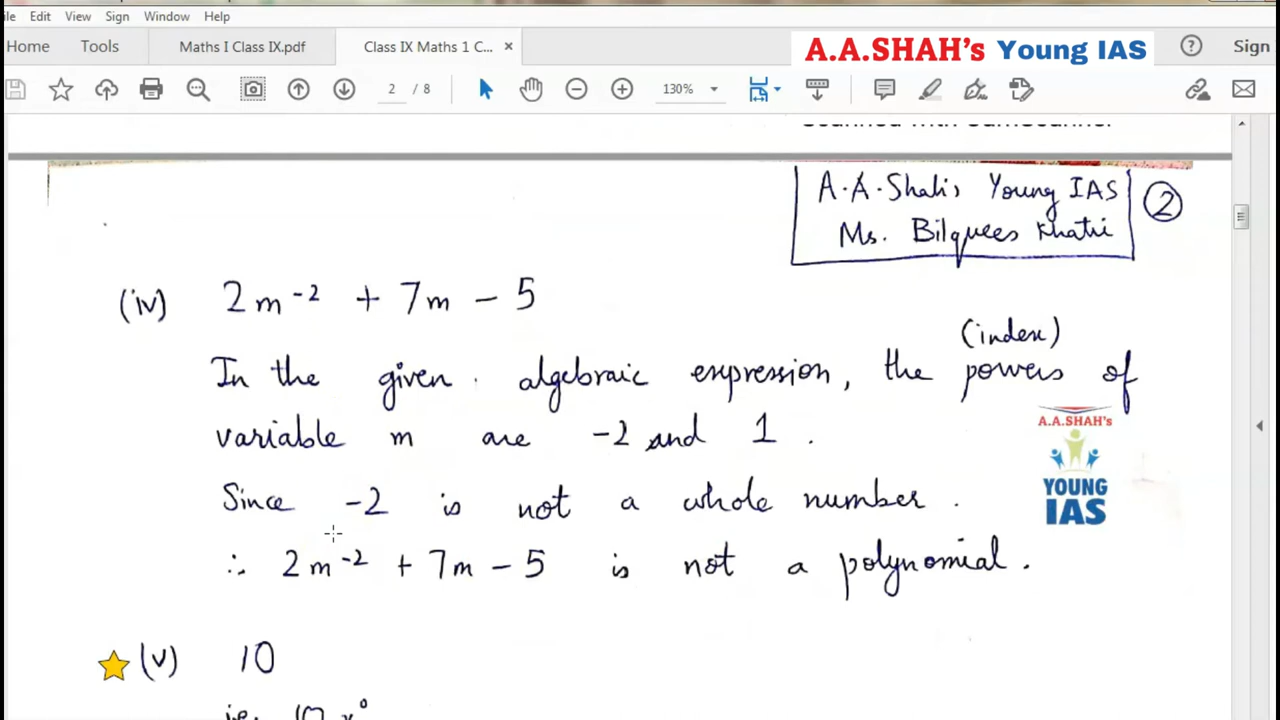 ile Edit View Sign Window Help
Home Tools Maths I Class IX.pdf Class IX Maths 1 C... × A.A.SHAH's Young IAS Sign
2 / 8 130%
A.A.Shah's Young IAS 2
Ms. Bilquees Khatri
(iv) 2m⁻² + 7m - 5
(index)
In the given algebraic expression, the powers of
variable m are -2 and 1.
A.A.SHAH's
YOUNG
IAS
Since -2 is not a whole number.
∴ 2m⁻² + 7m - 5 is not a polynomial.
(v) 10
i.e. 10x⁰